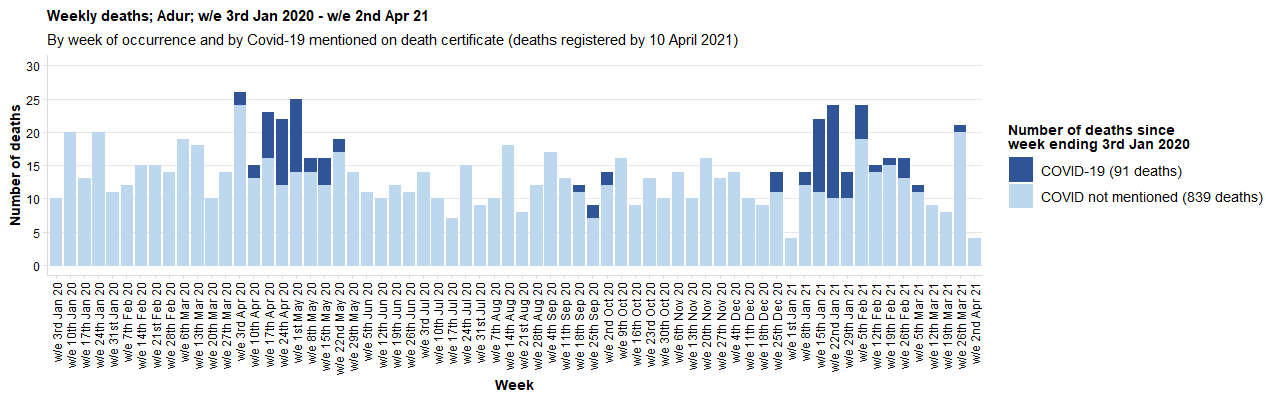 Weekly deaths; Adur; w/e 3rd Jan 2020 - w/e 2nd Apr 21
By week of occurrence and by Covid-19 mentioned on death certificate (deaths registered by 10 April 2021)
Number of deaths
30
25
20
15
10
5
0
w/e 3rd Jan 20
w/e 10th Jan 20
w/e 17th Jan 20
w/e 24th Jan 20
w/e 31st Jan 20
w/e 7th Feb 20
w/e 14th Feb 20
w/e 21st Feb 20
w/e 28th Feb 20
w/e 6th Mar 20
w/e 13th Mar 20
w/e 20th Mar 20
w/e 27th Mar 20
w/e 3rd Apr 20
w/e 10th Apr 20
w/e 17th Apr 20
w/e 24th Apr 20
w/e 1st May 20
w/e 8th May 20
w/e 15th May 20
w/e 22nd May 20
w/e 29th May 20
w/e 5th Jun 20
w/e 12th Jun 20
w/e 19th Jun 20
w/e 26th Jun 20
w/e 3rd Jul 20
w/e 10th Jul 20
w/e 17th Jul 20
w/e 24th Jul 20
w/e 31st Jul 20
w/e 7th Aug 20
w/e 14th Aug 20
w/e 21st Aug 20
w/e 28th Aug 20
w/e 4th Sep 20
w/e 11th Sep 20
w/e 18th Sep 20
w/e 25th Sep 20
w/e 2nd Oct 20
w/e 9th Oct 20
w/e 16th Oct 20
w/e 23rd Oct 20
w/e 30th Oct 20
w/e 6th Nov 20
w/e 13th Nov 20
w/e 20th Nov 20
w/e 27th Nov 20
w/e 4th Dec 20
w/e 11th Dec 20
w/e 18th Dec 20
w/e 25th Dec 20
w/e 1st Jan 21
w/e 8th Jan 21
w/e 15th Jan 21
w/e 22nd Jan 21
w/e 29th Jan 21
w/e 5th Feb 21
w/e 12th Feb 21
w/e 19th Feb 21
w/e 26th Feb 21
w/e 5th Mar 21
w/e 12th Mar 21
w/e 19th Mar 21
w/e 26th Mar 21
w/e 2nd Apr 21
Week
Number of deaths since
week ending 3rd Jan 2020
COVID-19 (91 deaths)
COVID not mentioned (839 deaths)